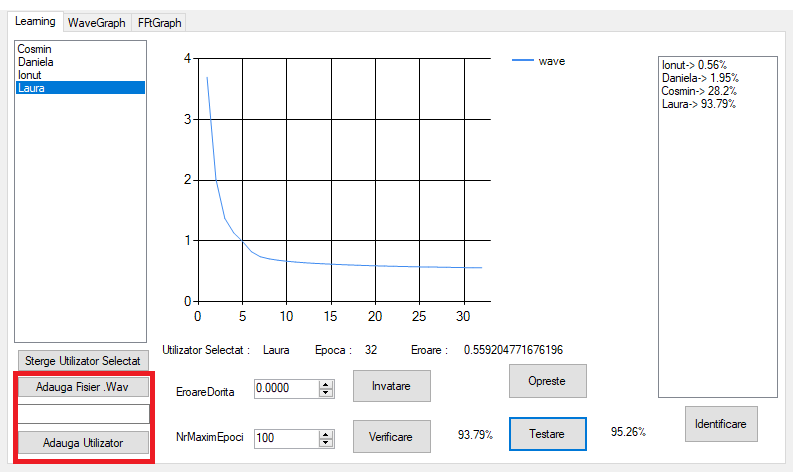 Learning WaveGraph FFtGraph
Cosmin
Daniela
Ionut
Laura
4
3
2
1
0
0 5 10 15 20 25 30
wave
Ionut-> 0.56%
Daniela-> 1.95%
Cosmin-> 28.2%
Laura-> 93.79%
Utilizator Selectat : Laura Epoca : 32 Eroare : 0.559204771676196
Sterge Utilizator Selectat
Adauga Fisier .Wav
Adauga Utilizator
EroareDorita 0.0000 Invatare Opreste
NrMaximEpoci 100 Verificare 93.79% Testare 95.26%
Identificare